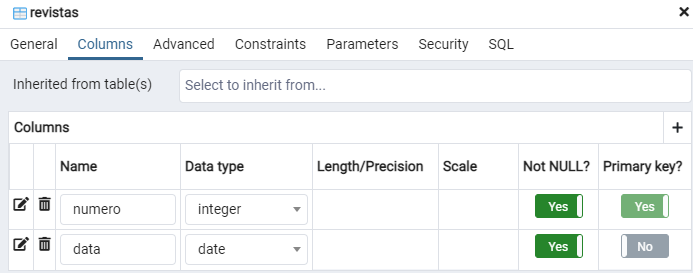 revistas
General Columns Advanced Constraints Parameters Security SQL
Inherited from table(s) Select to inherit from...
Columns
Name Data type Length/Precision Scale Not NULL? Primary key?
numero integer Yes Yes
data date Yes No